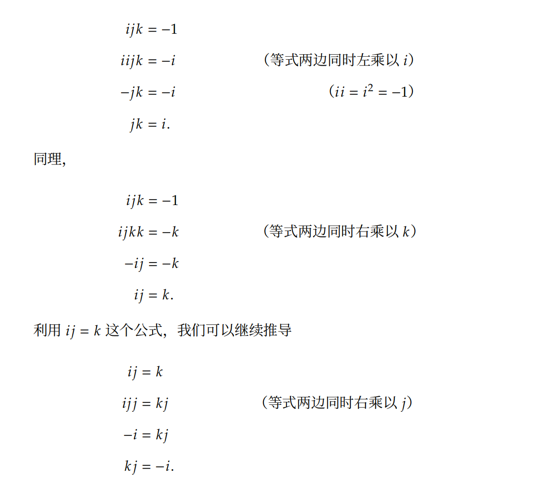 ijk = −1
iijk = −i （等式两边同时左乘以 i）
−jk = −i （ii = i² = −1）
jk = i.
同理，
ijk = −1
ijkk = −k （等式两边同时右乘以 k）
−ij = −k
ij = k.
利用 ij = k 这个公式，我们可以继续推导
ij = k
ijj = kj （等式两边同时右乘以 j）
−i = kj
kj = −i.